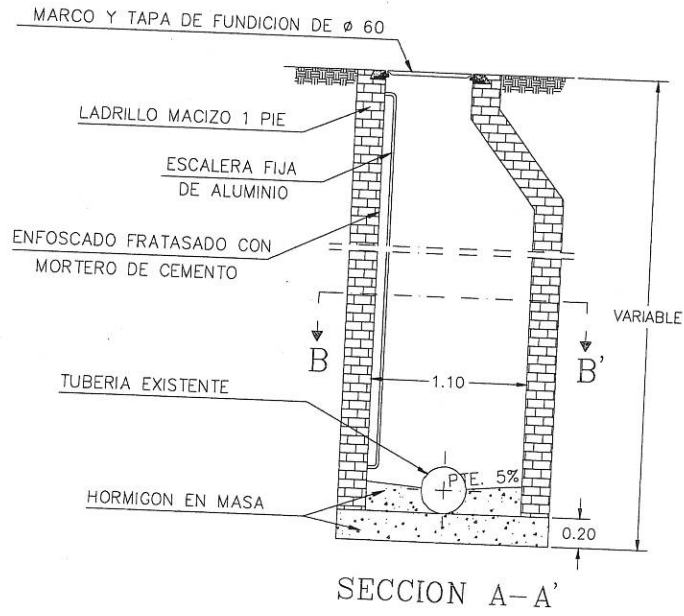 MARCO Y TAPA DE FUNDICION DE ø 60
LADRILLO MACIZO 1 PIE
ESCALERA FIJA
DE ALUMINIO
ENFOSCADO FRATASADO CON
MORTERO DE CEMENTO
VARIABLE
B
B'
1.10
TUBERIA EXISTENTE
PTE. 5%
HORMIGON EN MASA
0.20
SECCION A-A'